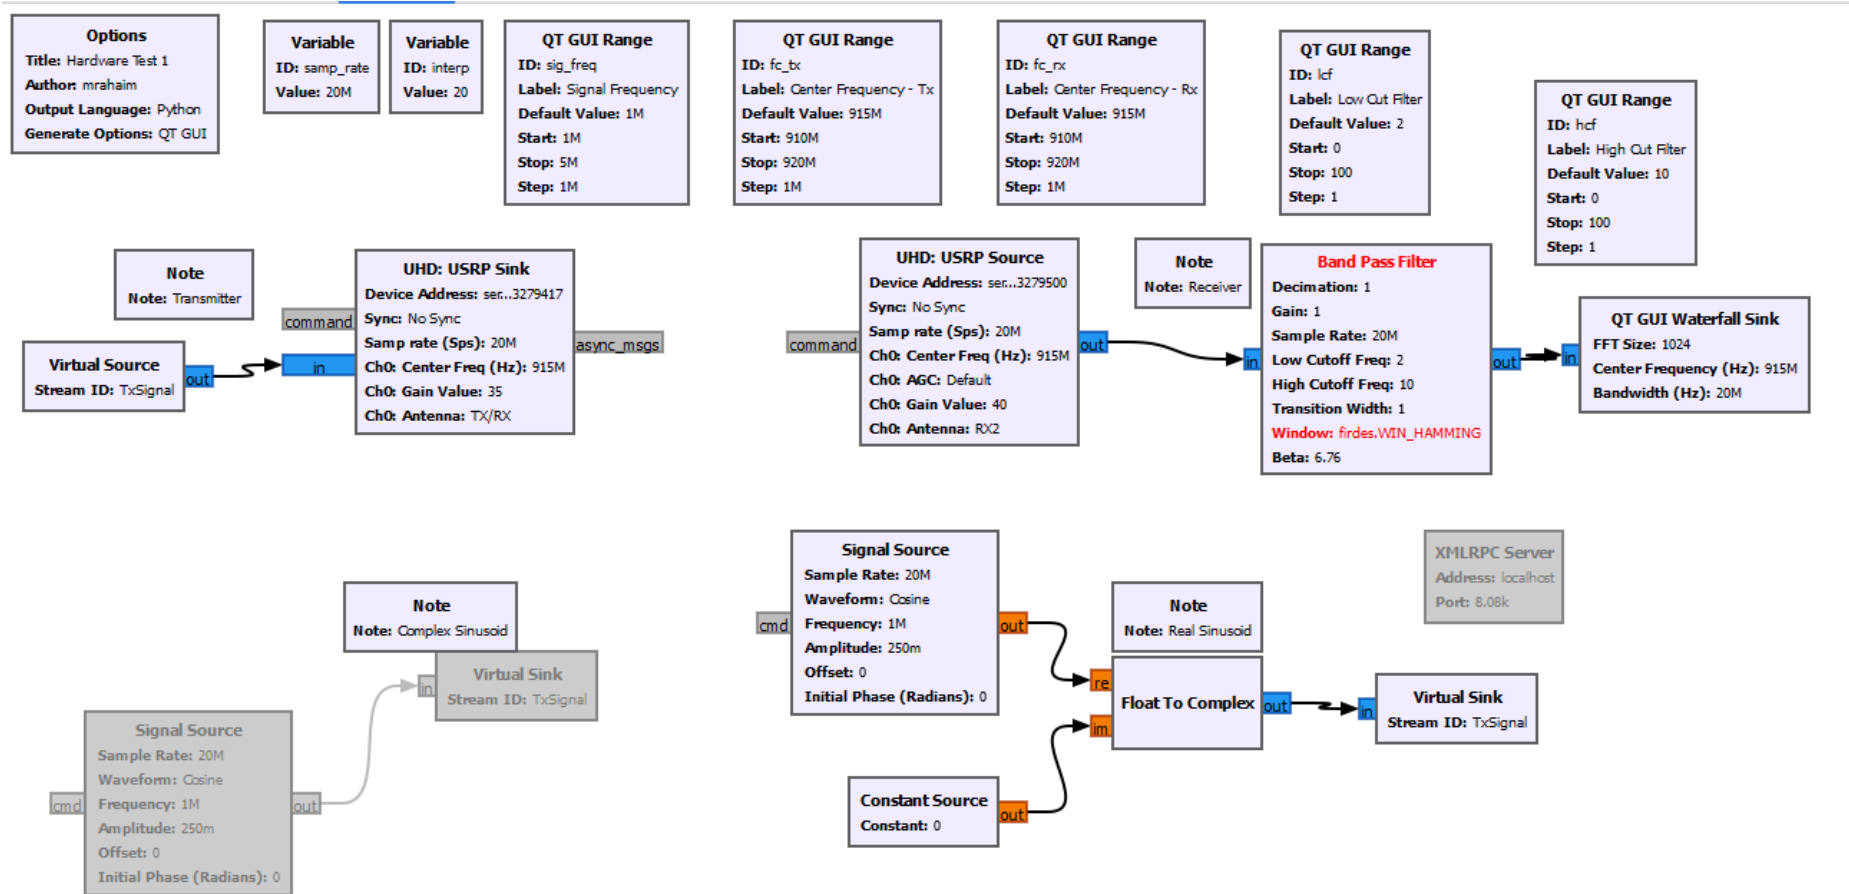 Options
Title: Hardware Test 1
Author: mrahaim
Output Language: Python
Generate Options: QT GUI
Variable
ID: samp_rate
Value: 20M
Variable
ID: interp
Value: 20
QT GUI Range
ID: sig_freq
Label: Signal Frequency
Default Value: 1M
Start: 1M
Stop: 5M
Step: 1M
QT GUI Range
ID: fc_tx
Label: Center Frequency - Tx
Default Value: 915M
Start: 910M
Stop: 920M
Step: 1M
QT GUI Range
ID: fc_rx
Label: Center Frequency - Rx
Default Value: 915M
Start: 910M
Stop: 920M
Step: 1M
QT GUI Range
ID: lcf
Label: Low Cut Filter
Default Value: 2
Start: 0
Stop: 100
Step: 1
QT GUI Range
ID: hcf
Label: High Cut Filter
Default Value: 10
Start: 0
Stop: 100
Step: 1
Note
Note: Transmitter
Virtual Source
Stream ID: TxSignal
out
command
in
UHD: USRP Sink
Device Address: ser...3279417
Sync: No Sync
Samp rate (Sps): 20M
Ch0: Center Freq (Hz): 915M
Ch0: Gain Value: 35
Ch0: Antenna: TX/RX
async_msgs
command
UHD: USRP Source
Device Address: ser...3279500
Sync: No Sync
Samp rate (Sps): 20M
Ch0: Center Freq (Hz): 915M
Ch0: AGC: Default
Ch0: Gain Value: 40
Ch0: Antenna: RX2
out
Note
Note: Receiver
in
Band Pass Filter
Decimation: 1
Gain: 1
Sample Rate: 20M
Low Cutoff Freq: 2
High Cutoff Freq: 10
Transition Width: 1
Window: firdes.WIN_HAMMING
Beta: 6.76
out
in
QT GUI Waterfall Sink
FFT Size: 1024
Center Frequency (Hz): 915M
Bandwidth (Hz): 20M
Note
Note: Complex Sinusoid
in
Virtual Sink
Stream ID: TxSignal
cmd
Signal Source
Sample Rate: 20M
Waveform: Cosine
Frequency: 1M
Amplitude: 250m
Offset: 0
Initial Phase (Radians): 0
out
cmd
Signal Source
Sample Rate: 20M
Waveform: Cosine
Frequency: 1M
Amplitude: 250m
Offset: 0
Initial Phase (Radians): 0
out
Constant Source
Constant: 0
out
Note
Note: Real Sinusoid
re
im
Float To Complex
out
in
Virtual Sink
Stream ID: TxSignal
XMLRPC Server
Address: localhost
Port: 8.08k